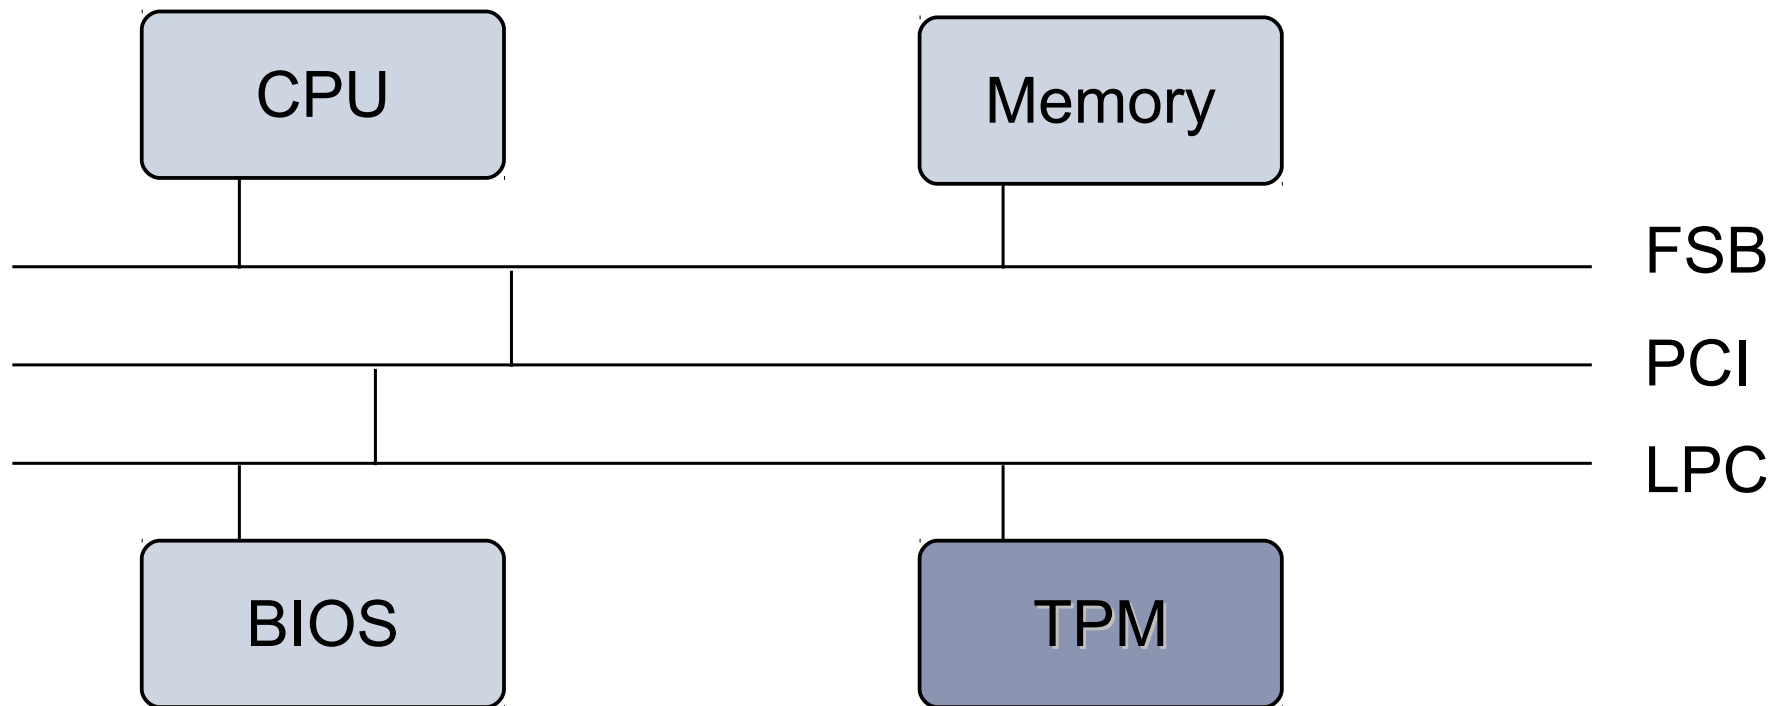 CPU
Memory
FSB
PCI
LPC
BIOS
TPM